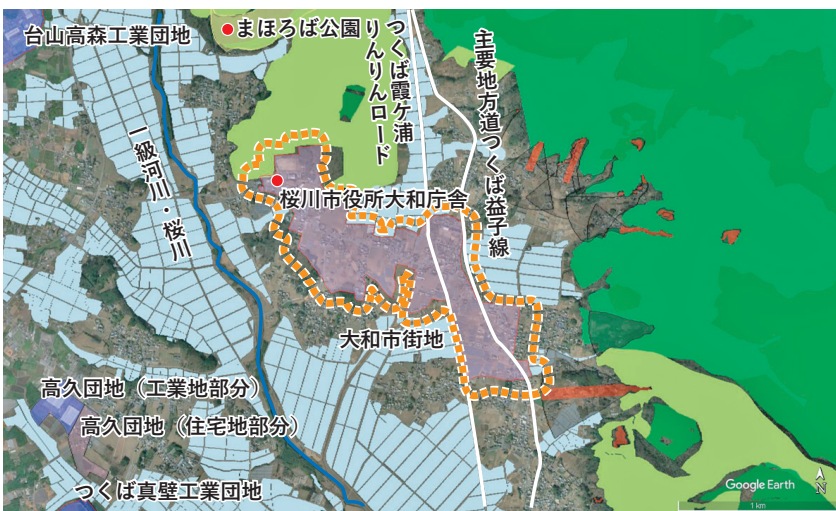 台山高森工業団地
まほろば公園
つくば霞ケ浦
りんりんロード
主要地方道つくば益子線
一級河川・桜川
桜川市役所大和庁舎
大和市街地
高久団地（工業地部分）
高久団地（住宅地部分）
つくば真壁工業団地
Google Earth
N
1 km